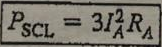 P_SCL = 3I_A^2 R_A